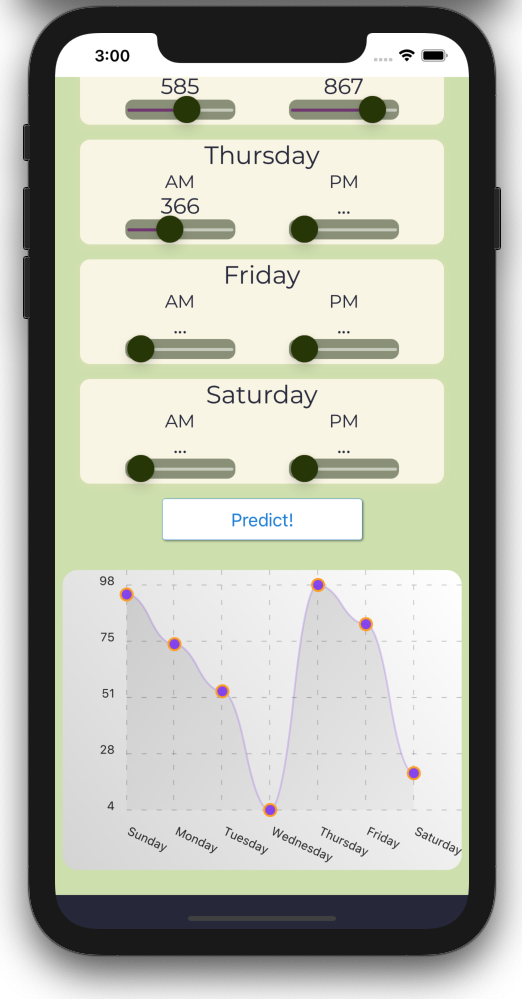 3:00
585 867
Thursday
AM PM
366 ...
Friday
AM PM
... ...
Saturday
AM PM
... ...
Predict!
98
75
51
28
4
Sunday Monday Tuesday Wednesday Thursday Friday Saturday